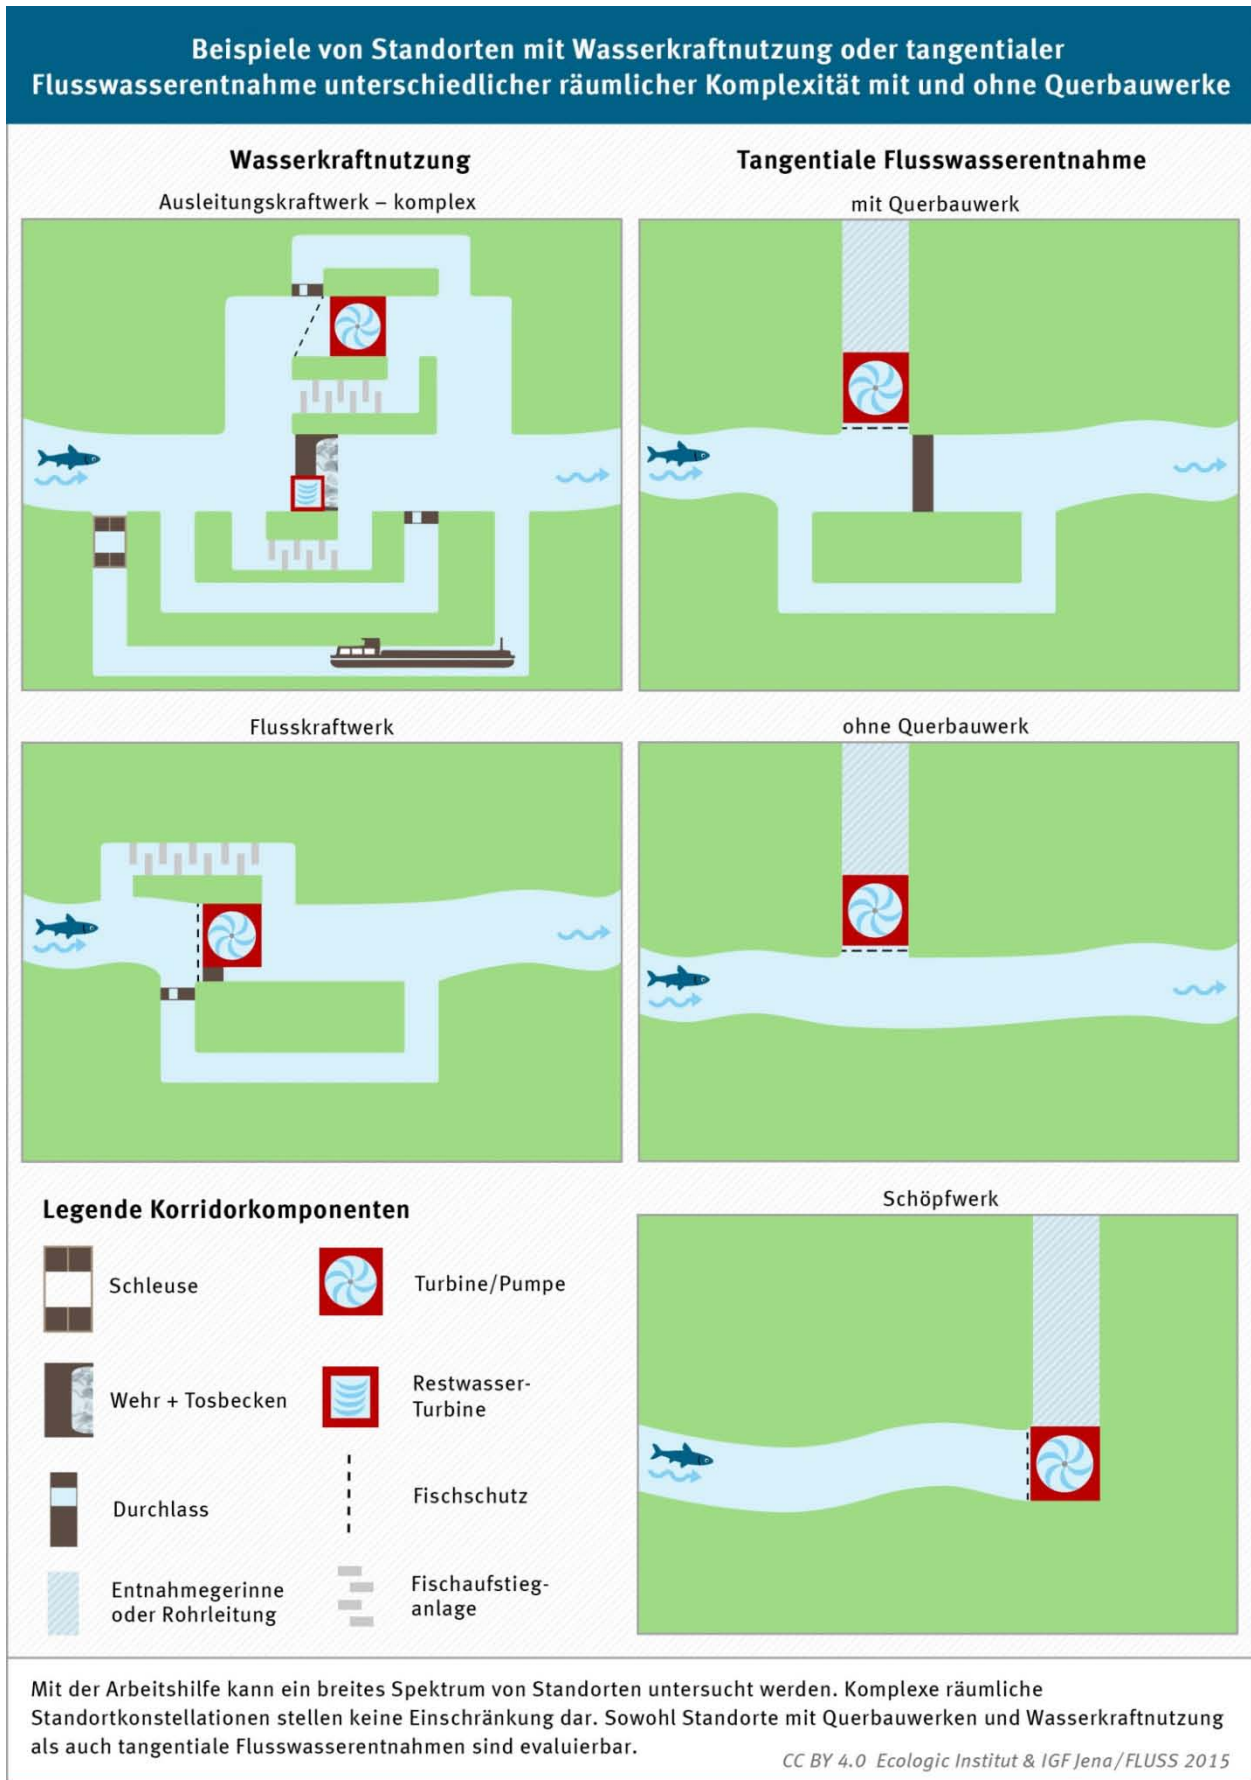 Beispiele von Standorten mit Wasserkraftnutzung oder tangentialer
Flusswasserentnahme unterschiedlicher räumlicher Komplexität mit und ohne Querbauwerke
Wasserkraftnutzung
Ausleitungskraftwerk – komplex
Tangentiale Flusswasserentnahme
mit Querbauwerk
Flusskraftwerk
ohne Querbauwerk
Schöpfwerk
Legende Korridorkomponenten
Schleuse
Turbine/Pumpe
Wehr + Tosbecken
Restwasser-
Turbine
Durchlass
Fischschutz
Entnahmegerinne
oder Rohrleitung
Fischaufstieg-
anlage
Mit der Arbeitshilfe kann ein breites Spektrum von Standorten untersucht werden. Komplexe räumliche
Standortkonstellationen stellen keine Einschränkung dar. Sowohl Standorte mit Querbauwerken und Wasserkraftnutzung
als auch tangentiale Flusswasserentnahmen sind evaluierbar.
CC BY 4.0 Ecologic Institut & IGF Jena/FLUSS 2015